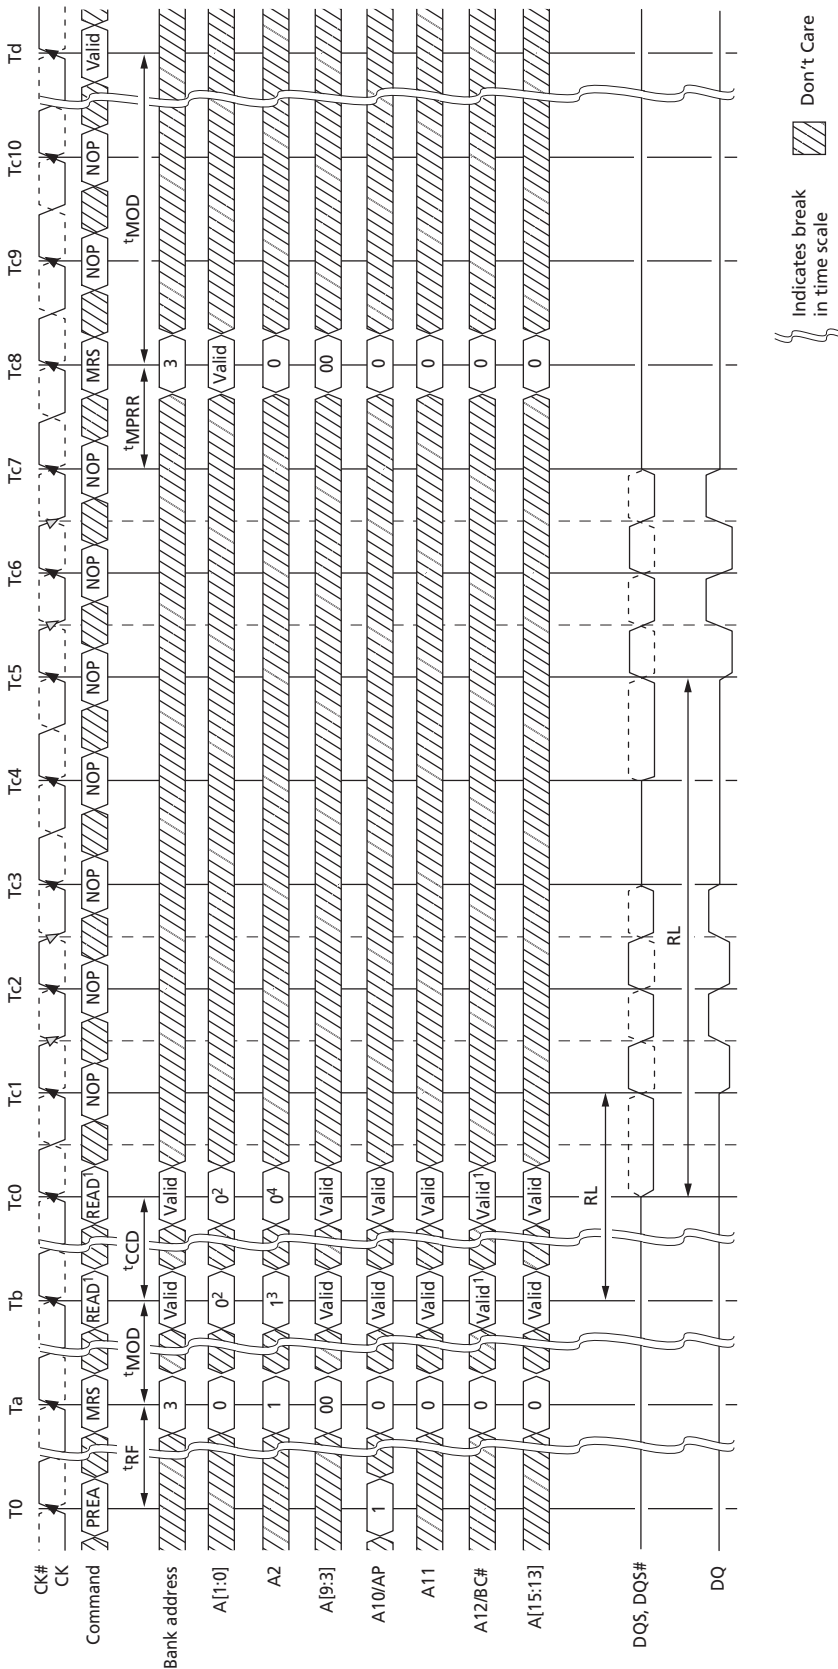 T0 Ta Tb Tc0 Tc1 Tc2 Tc3 Tc4 Tc5 Tc6 Tc7 Tc8 Tc9 Tc10 Td
CK#
CK
Command PREA MRS READ1 READ1 NOP NOP NOP NOP NOP NOP NOP MRS NOP NOP Valid
tRF tMOD tCCD tMPRR tMOD
Bank address 3 Valid Valid 3
A[1:0] 0 02 02 Valid
A2 1 13 04 0
A[9:3] 00 Valid Valid 00
A10/AP 1 0 Valid Valid 0
A11 0 Valid Valid 0
A12/BC# 0 Valid1 Valid1 0
A[15:13] 0 Valid Valid 0
RL
DQS, DQS#
RL
DQ
Indicates break
in time scale
Don't Care